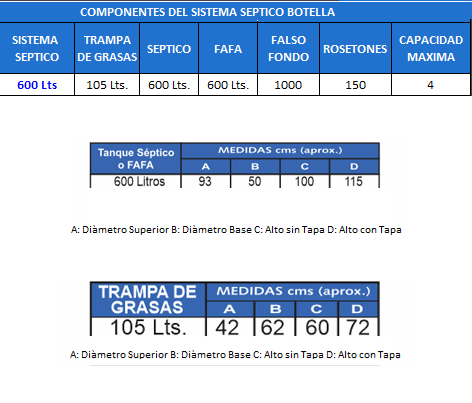 COMPONENTES DEL SISTEMA SEPTICO BOTELLA
SISTEMA SEPTICO TRAMPA DE GRASAS SEPTICO FAFA FALSO FONDO ROSETONES CAPACIDAD MAXIMA
600 Lts 105 Lts. 600 Lts. 600 Lts. 1000 150 4
Tanque Séptico o FAFA MEDIDAS cms (aprox.)
A B C D
600 Litros 93 50 100 115
A: Diàmetro Superior B: Diàmetro Base C: Alto sin Tapa D: Alto con Tapa
TRAMPA DE GRASAS MEDIDAS cms (aprox.)
A B C D
105 Lts. 42 62 60 72
A: Diàmetro Superior B: Diàmetro Base C: Alto sin Tapa D: Alto con Tapa